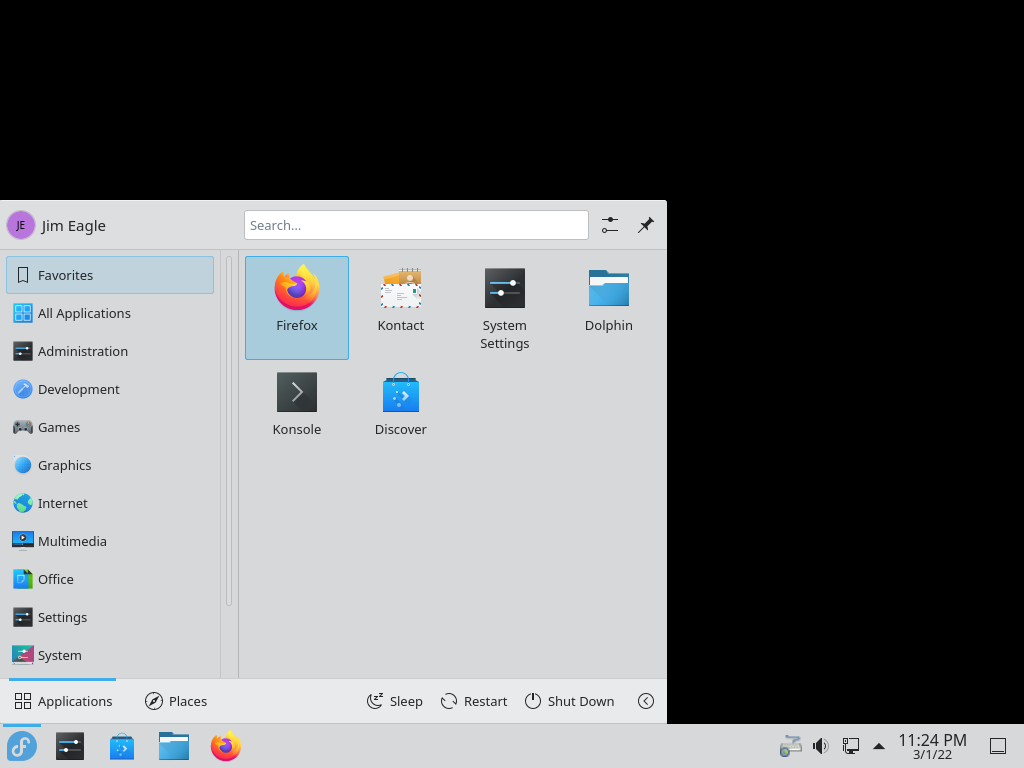 JE
Jim Eagle
Search...
Favorites
All Applications
Administration
Development
Games
Graphics
Internet
Multimedia
Office
Settings
System
Firefox
Kontact
System
Settings
Dolphin
Konsole
Discover
Applications
Places
Sleep
Restart
Shut Down
11:24 PM
3/1/22